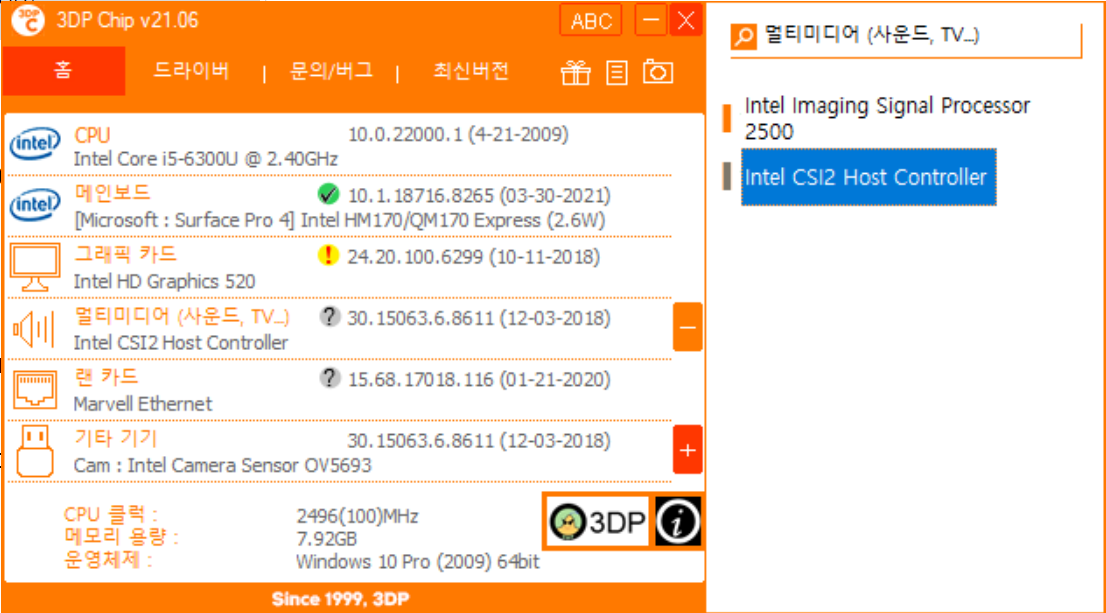 3DP Chip v21.06
ABC
홈
드라이버
문의/버그
최신버전
CPU
10.0.22000.1 (4-21-2009)
Intel Core i5-6300U @ 2.40GHz
메인보드
10.1.18716.8265 (03-30-2021)
[Microsoft : Surface Pro 4] Intel HM170/QM170 Express (2.6W)
그래픽 카드
24.20.100.6299 (10-11-2018)
Intel HD Graphics 520
멀티미디어 (사운드, TV...)
30.15063.6.8611 (12-03-2018)
Intel CSI2 Host Controller
랜 카드
15.68.17018.116 (01-21-2020)
Marvell Ethernet
기타 기기
30.15063.6.8611 (12-03-2018)
Cam : Intel Camera Sensor OV5693
CPU 클럭 :
2496(100)MHz
메모리 용량 :
7.92GB
운영체제 :
Windows 10 Pro (2009) 64bit
3DP
i
Since 1999, 3DP
멀티미디어 (사운드, TV...)
Intel Imaging Signal Processor
2500
Intel CSI2 Host Controller